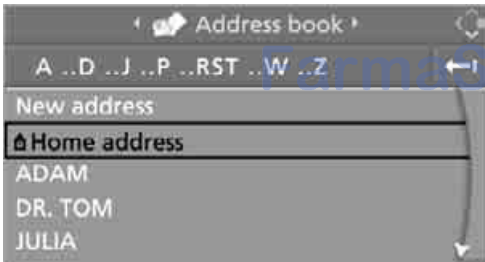 Address book
A ..D ..J ..P ..RST ..W ..Z
New address
Home address
ADAM
DR. TOM
JULIA